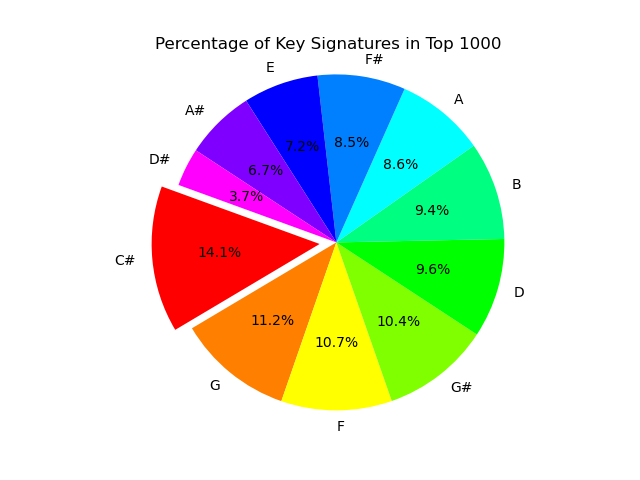 Percentage of Key Signatures in Top 1000
F#
E
A
A#
D#
B
C#
D
G
G#
F
8.5%
7.2%
8.6%
6.7%
3.7%
9.4%
14.1%
9.6%
11.2%
10.4%
10.7%